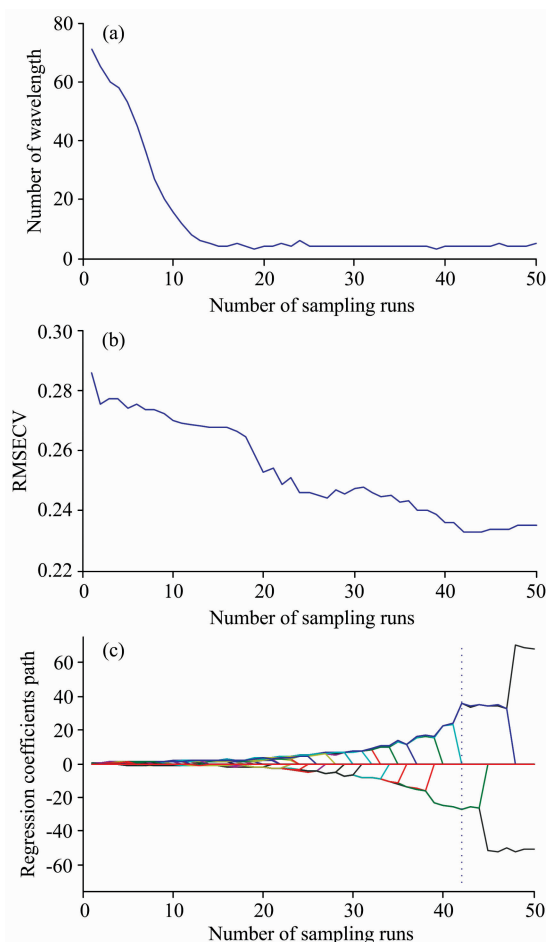 (a)
Number of wavelength
80
60
40
20
0
0 10 20 30 40 50
Number of sampling runs
(b)
RMSECV
0.30
0.28
0.26
0.24
0.22
0 10 20 30 40 50
Number of sampling runs
(c)
Regression coefficients path
60
40
20
0
-20
-40
-60
0 10 20 30 40 50
Number of sampling runs